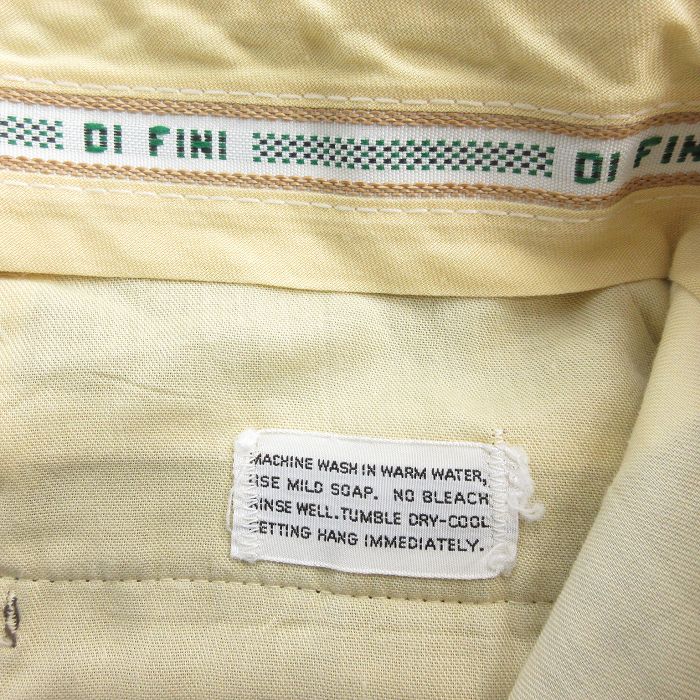 DI FINI DI FINI
MACHINE WASH IN WARM WATER,
USE MILD SOAP. NO BLEACH
RINSE WELL. TUMBLE DRY-COOL
SETTING HANG IMMEDIATELY.